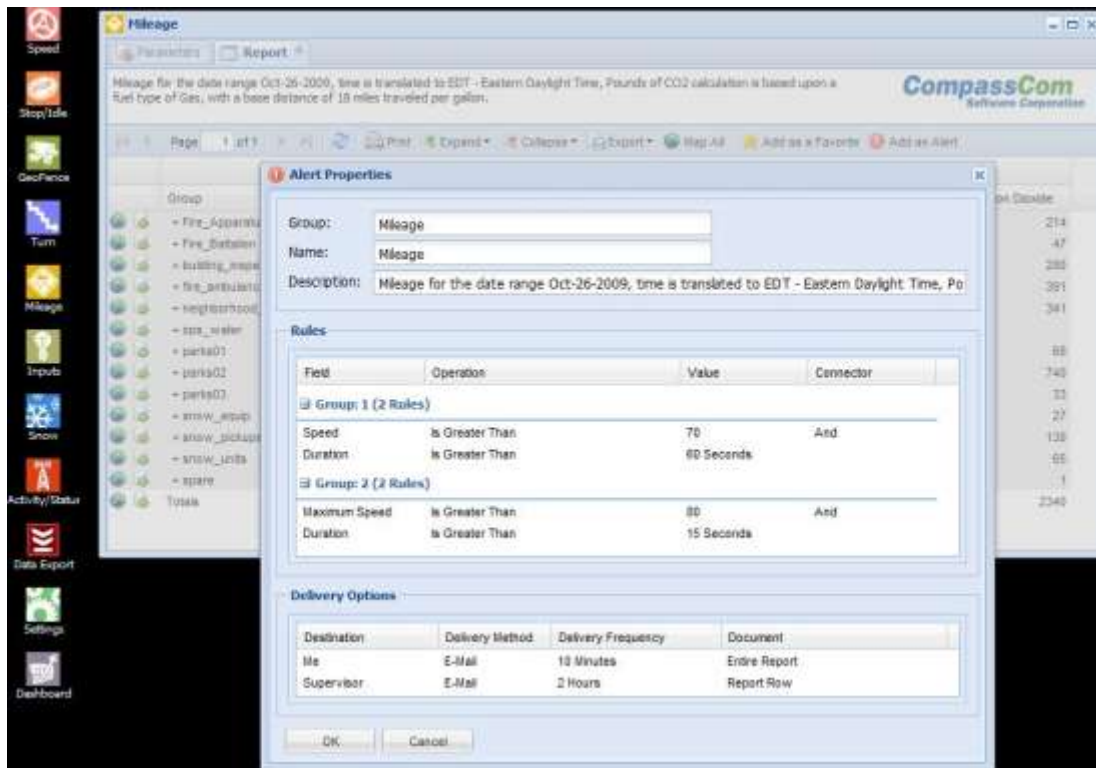 Speed
Stop/Idle
GeoFence
Turn
Mileage
Inputs
Snow
Activity/Status
Data Export
Settings
Dashboard
Mileage
Parameters
Report
Mileage for the date range Oct-26-2009, time is translated to EDT - Eastern Daylight Time, Pounds of CO2 calculation is based upon a
fuel type of Gas, with a base distance of 18 miles traveled per gallon.
CompassCom
Software Corporation
Page 1 of 1 Print Expand Collapse Export Map All Add as a Favorite Add as Alert
Group on Dioxide
+ Fire_Apparatu 214
+ Fire_Battalion 47
+ building_inspe
+ fire_ambulanc 391
+ neighborhood_ 341
+ spa_water
+ parks01
+ parks02 740
+ parks03 33
+ snow_equip 27
+ snow_pickups 138
+ snow_units
+ spare 1
Totals 2340
Alert Properties
Group: Mileage
Name: Mileage
Description: Mileage for the date range Oct-26-2009, time is translated to EDT - Eastern Daylight Time, Po
Rules
Field Operation Value Connector
Group: 1 (2 Rules)
Speed Is Greater Than 70 And
Duration Is Greater Than 60 Seconds
Group: 2 (2 Rules)
Maximum Speed Is Greater Than 80 And
Duration Is Greater Than 15 Seconds
Delivery Options
Destination Delivery Method Delivery Frequency Document
Me E-Mail 10 Minutes Entire Report
Supervisor E-Mail 2 Hours Report Row
OK Cancel